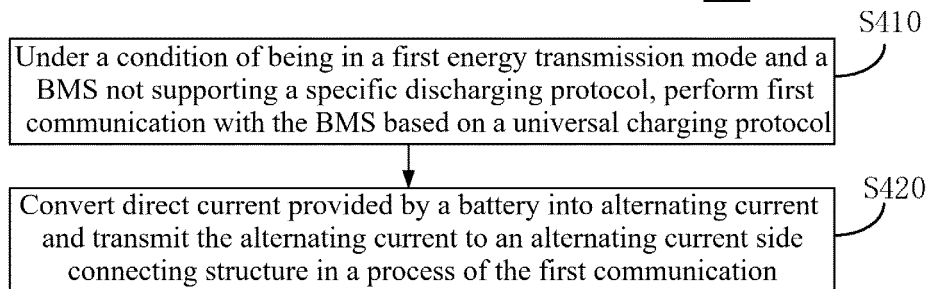 S410
Under a condition of being in a first energy transmission mode and a
BMS not supporting a specific discharging protocol, perform first
communication with the BMS based on a universal charging protocol
S420
Convert direct current provided by a battery into alternating current
and transmit the alternating current to an alternating current side
connecting structure in a process of the first communication